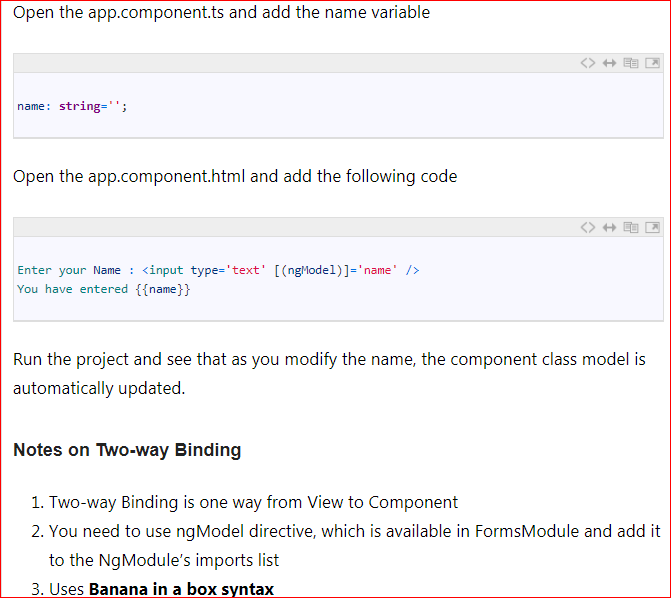 Open the app.component.ts and add the name variable
name: string='';
Open the app.component.html and add the following code
Enter your Name : <input type='text' [(ngModel)]='name' />
You have entered {{name}}
Run the project and see that as you modify the name, the component class model is
automatically updated.
Notes on Two-way Binding
1. Two-way Binding is one way from View to Component
2. You need to use ngModel directive, which is available in FormsModule and add it
to the NgModule’s imports list
3. Uses Banana in a box syntax